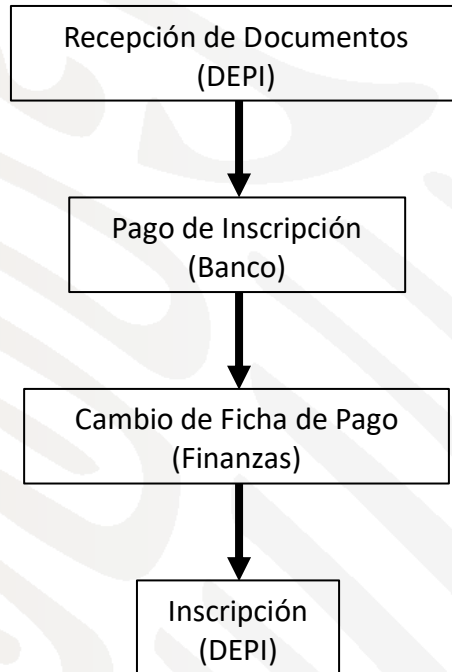 Recepción de Documentos
(DEPI)
Pago de Inscripción
(Banco)
Cambio de Ficha de Pago
(Finanzas)
Inscripción
(DEPI)